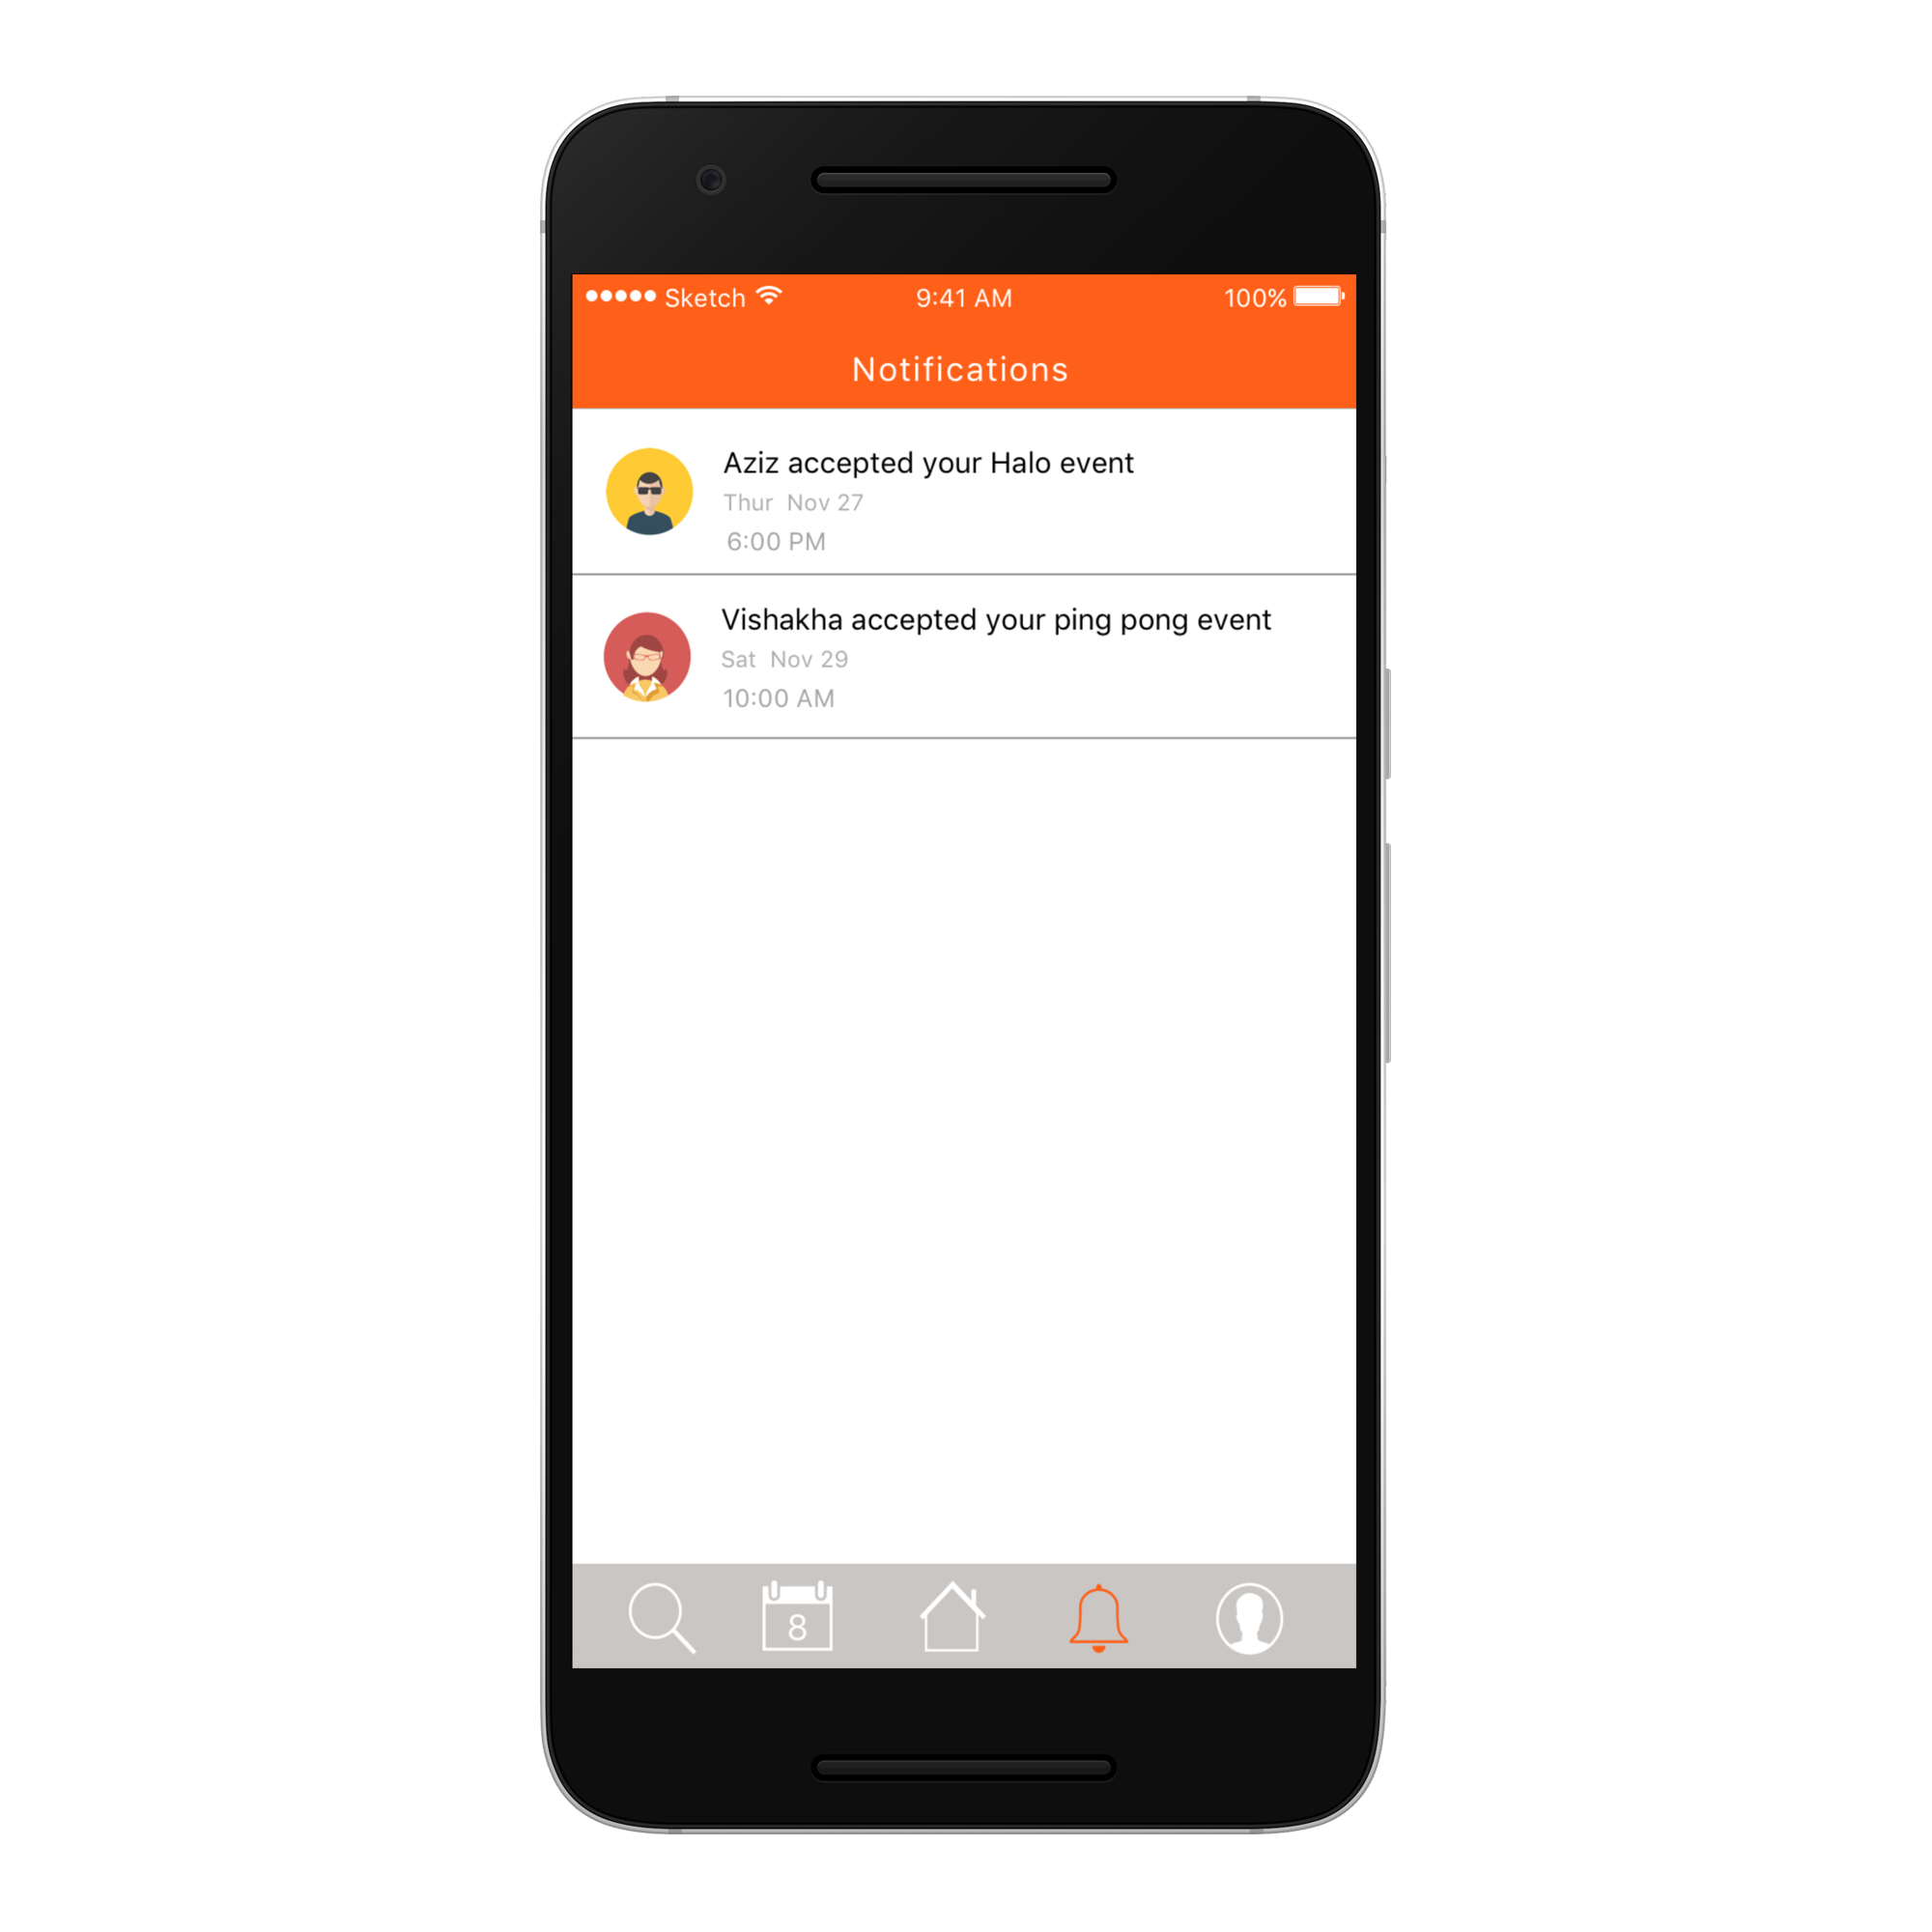 Sketch 9:41 AM 100%
Notifications
Aziz accepted your Halo event
Thur Nov 27
6:00 PM
Vishakha accepted your ping pong event
Sat Nov 29
10:00 AM
8